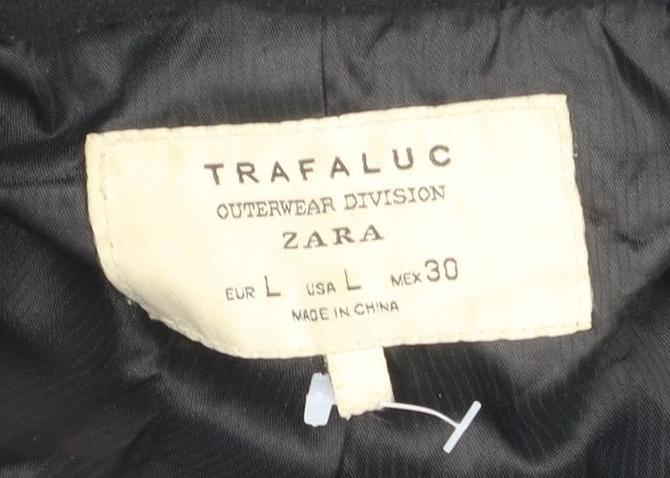 TRAFALUC
OUTERWEAR DIVISION
ZARA
EUR L USA L MEX 30
MADE IN CHINA